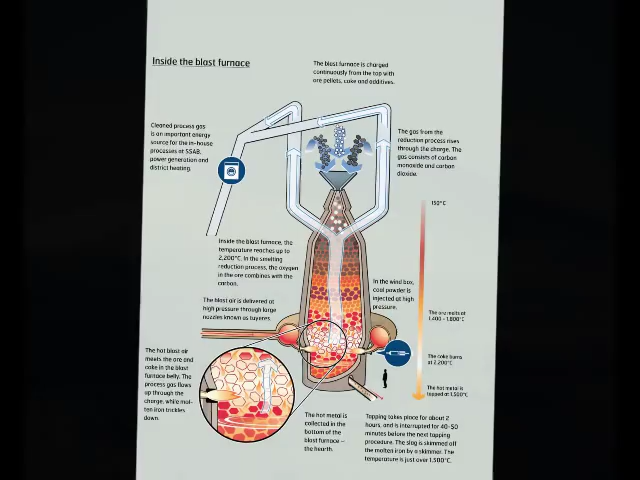 Inside the blast furnace
The blast furnace is charged
continuously from the top with
ore pellets, coke and additives.
Cleaned process gas
is an important energy
source for the in-house
processes at SSAB,
power generation and
district heating.
The gas from the
reduction process rises
through the charge. The
gas consists of carbon
monoxide and carbon
dioxide.
150°C
Inside the blast furnace, the
temperature reaches up to
2,200°C. In the smelting
reduction process, the oxygen
in the ore combines with the
carbon.
In the wind box,
coal powder is
injected at high
pressure.
The blast air is delivered at
high pressure through large
nozzles known as tuyeres.
The ore melts at
1,400 – 1,800°C
The hot blast air
meets the ore and
coke in the blast
furnace belly. The
process gas flows
up through the
charge, while mol-
ten iron trickles
down.
The coke burns
at 2,200°C
The hot metal is
tapped at 1,500°C
The hot metal is
collected in the
bottom of the
blast furnace –
the hearth.
Tapping takes place for about 2
hours, and is interrupted for 40–50
minutes before the next tapping
procedure. The slag is skimmed off
the molten iron by a skimmer. The
temperature is just over 1,500°C.